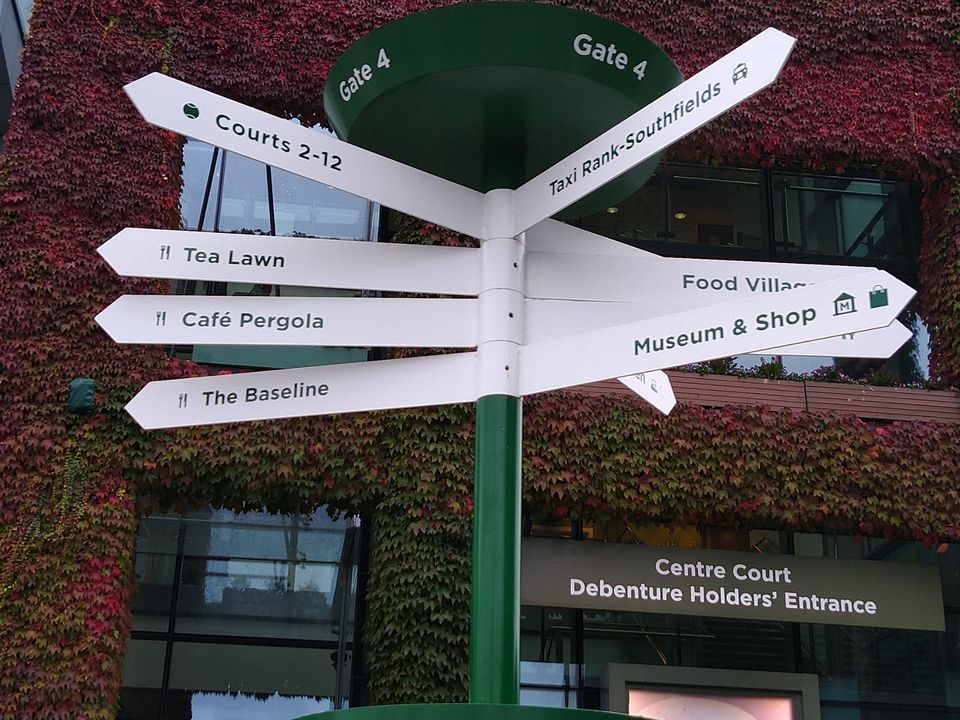 Gate 4
Gate 4
Courts 2-12
Taxi Rank-Southfields
Tea Lawn
Food
Café Pergola
Museum & Shop
M
The Baseline
Centre Court
Debenture Holders' Entrance